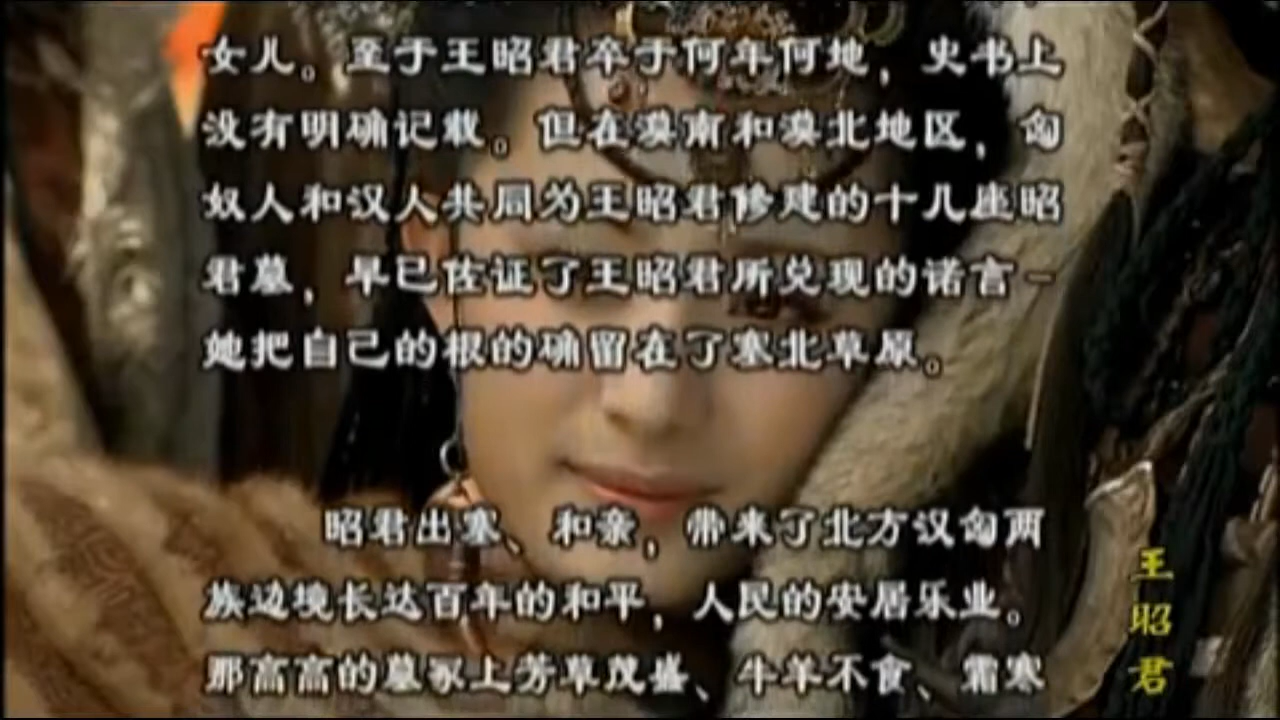 女儿。至于王昭君卒于何年何地，史书上
没有明确记载。但在漠南和漠北地区，匈
奴人和汉人共同为王昭君修建的十几座昭
君墓，早已佐证了王昭君所兑现的诺言-
她把自己的根的确留在了塞北草原。
昭君出塞、和亲，带来了北方汉匈两
族边境长达百年的和平，人民的安居乐业。
那高高的墓冢上芳草茂盛、牛羊不食、霜寒
王昭君